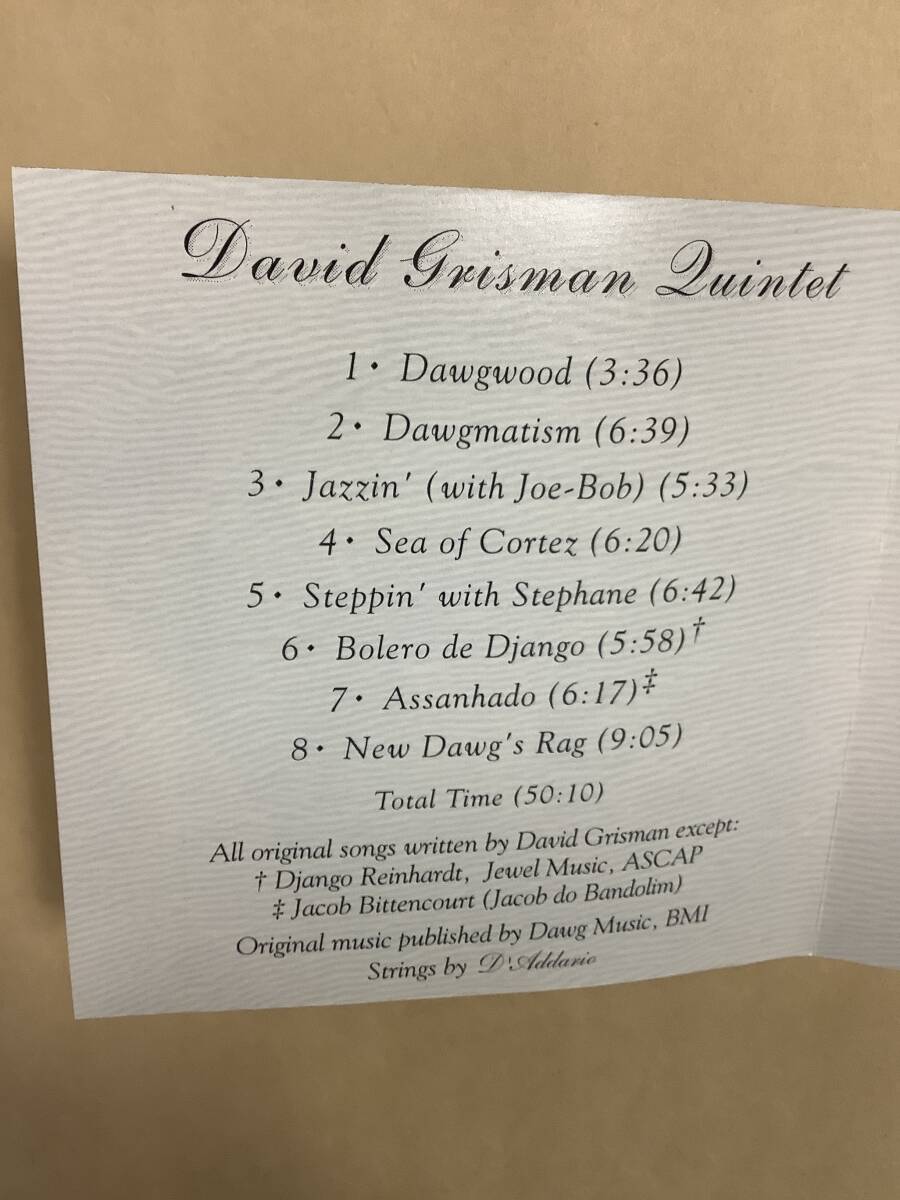 David Grisman Quintet
1• Dawgwood (3:36)
2• Dawgmatism (6:39)
3• Jazzin' (with Joe-Bob) (5:33)
4• Sea of Cortez (6:20)
5• Steppin' with Stephane (6:42)
6• Bolero de Django (5:58)†
7• Assanhado (6:17)‡
8• New Dawg's Rag (9:05)
Total Time (50:10)
All original songs written by David Grisman except:
† Django Reinhardt, Jewel Music, ASCAP
‡ Jacob Bittencourt (Jacob do Bandolim)
Original music published by Dawg Music, BMI
Strings by D'Addario